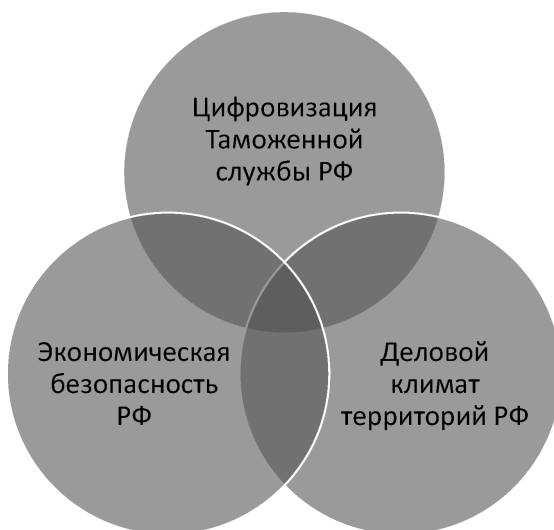 Цифровизация
Таможенной
службы РФ
Экономическая
безопасность
РФ
Деловой
климат
территорий РФ